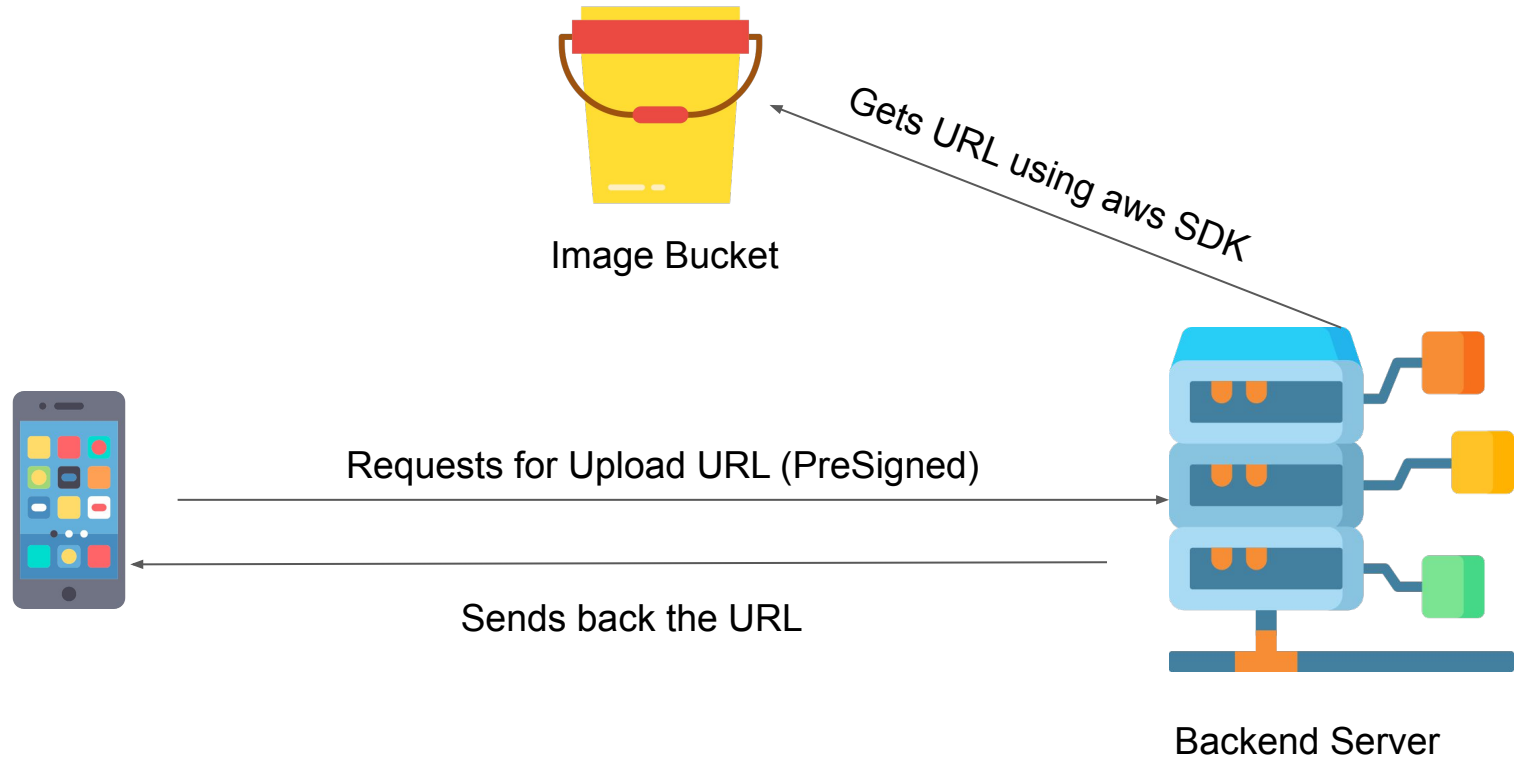 Gets URL using aws SDK
Image Bucket
Requests for Upload URL (PreSigned)
Sends back the URL
Backend Server